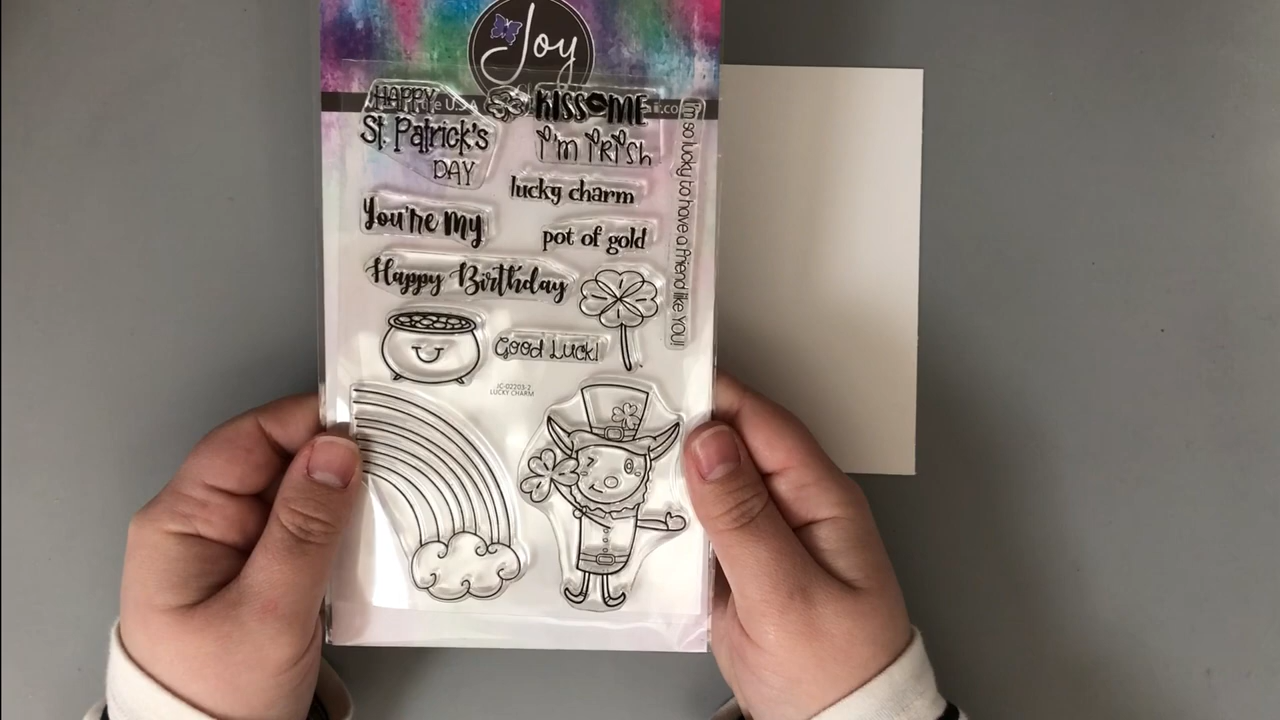 Joy
HAPPY
St. Patrick's
DAY
KISS ME
i'm iRish
lucky charm
You're My
pot of gold
Happy Birthday
Good Luck!
I'm so lucky to have a friend like YOU!
JC-02203-2
LUCKY CHARM